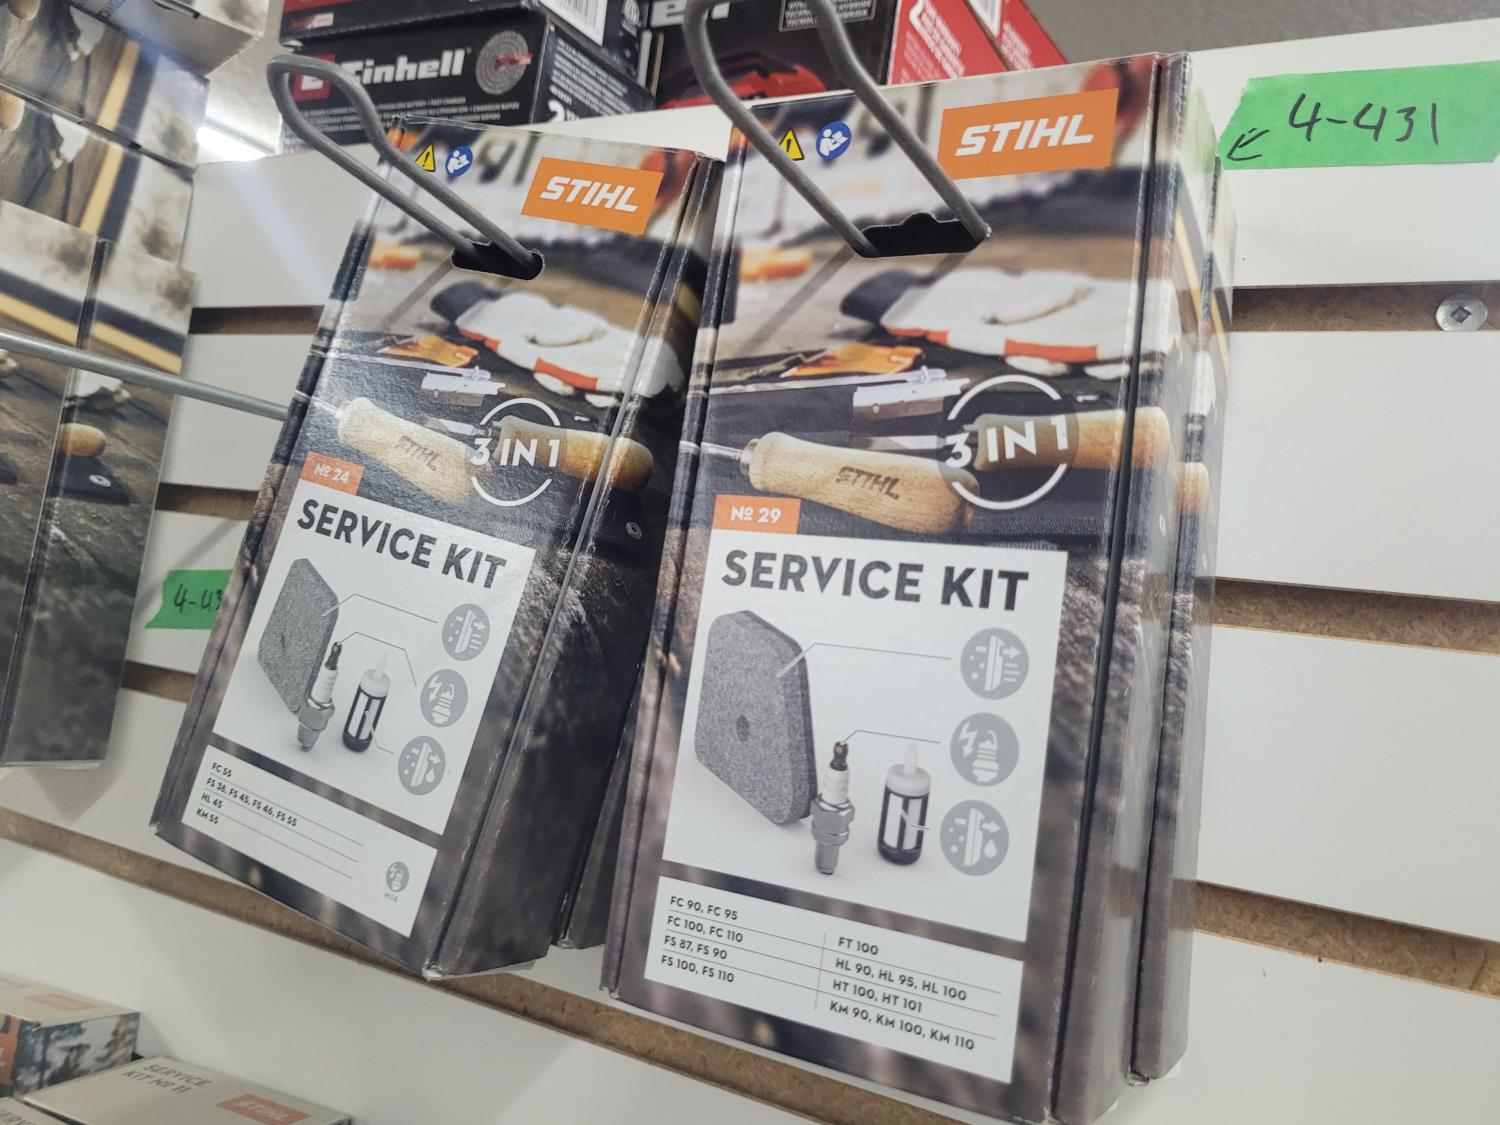 Einhell
STIHL
3 IN 1
STIHL
№ 24
SERVICE KIT
FC 55
FS 38, FS 45, FS 46, FS 55
HL 45
KM 55
M14
STIHL
4-431
STIHL
3 IN 1
№ 29
SERVICE KIT
FC 90, FC 95
FC 100, FC 110
FS 87, FS 90
FS 100, FS 110
FT 100
HL 90, HL 95, HL 100
HT 100, HT 101
KM 90, KM 100, KM 110
4-43
SERVICE
KIT № 11
STIHL